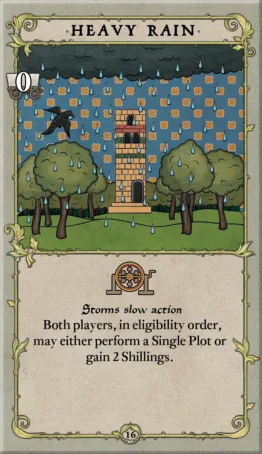 HEAVY RAIN
0
Storms slow action
Both players, in eligibility order,
may either perform a Single Plot or
gain 2 Shillings.
16